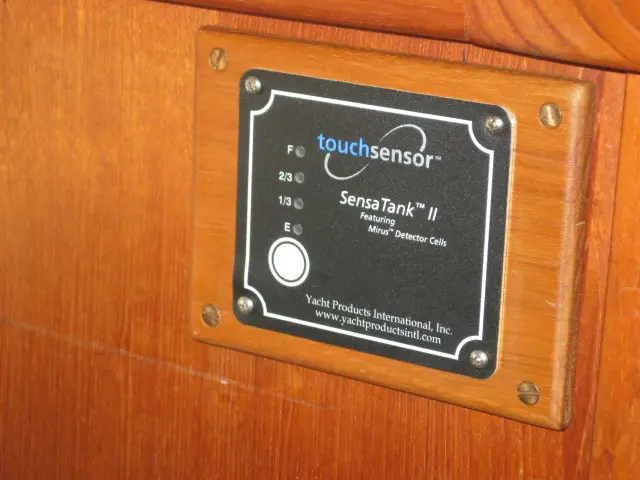 touchsensor™
F
2/3
1/3
E
SensaTank™ II
Featuring
Mirus™ Detector Cells
Yacht Products International, Inc.
www.yachtproductsintl.com